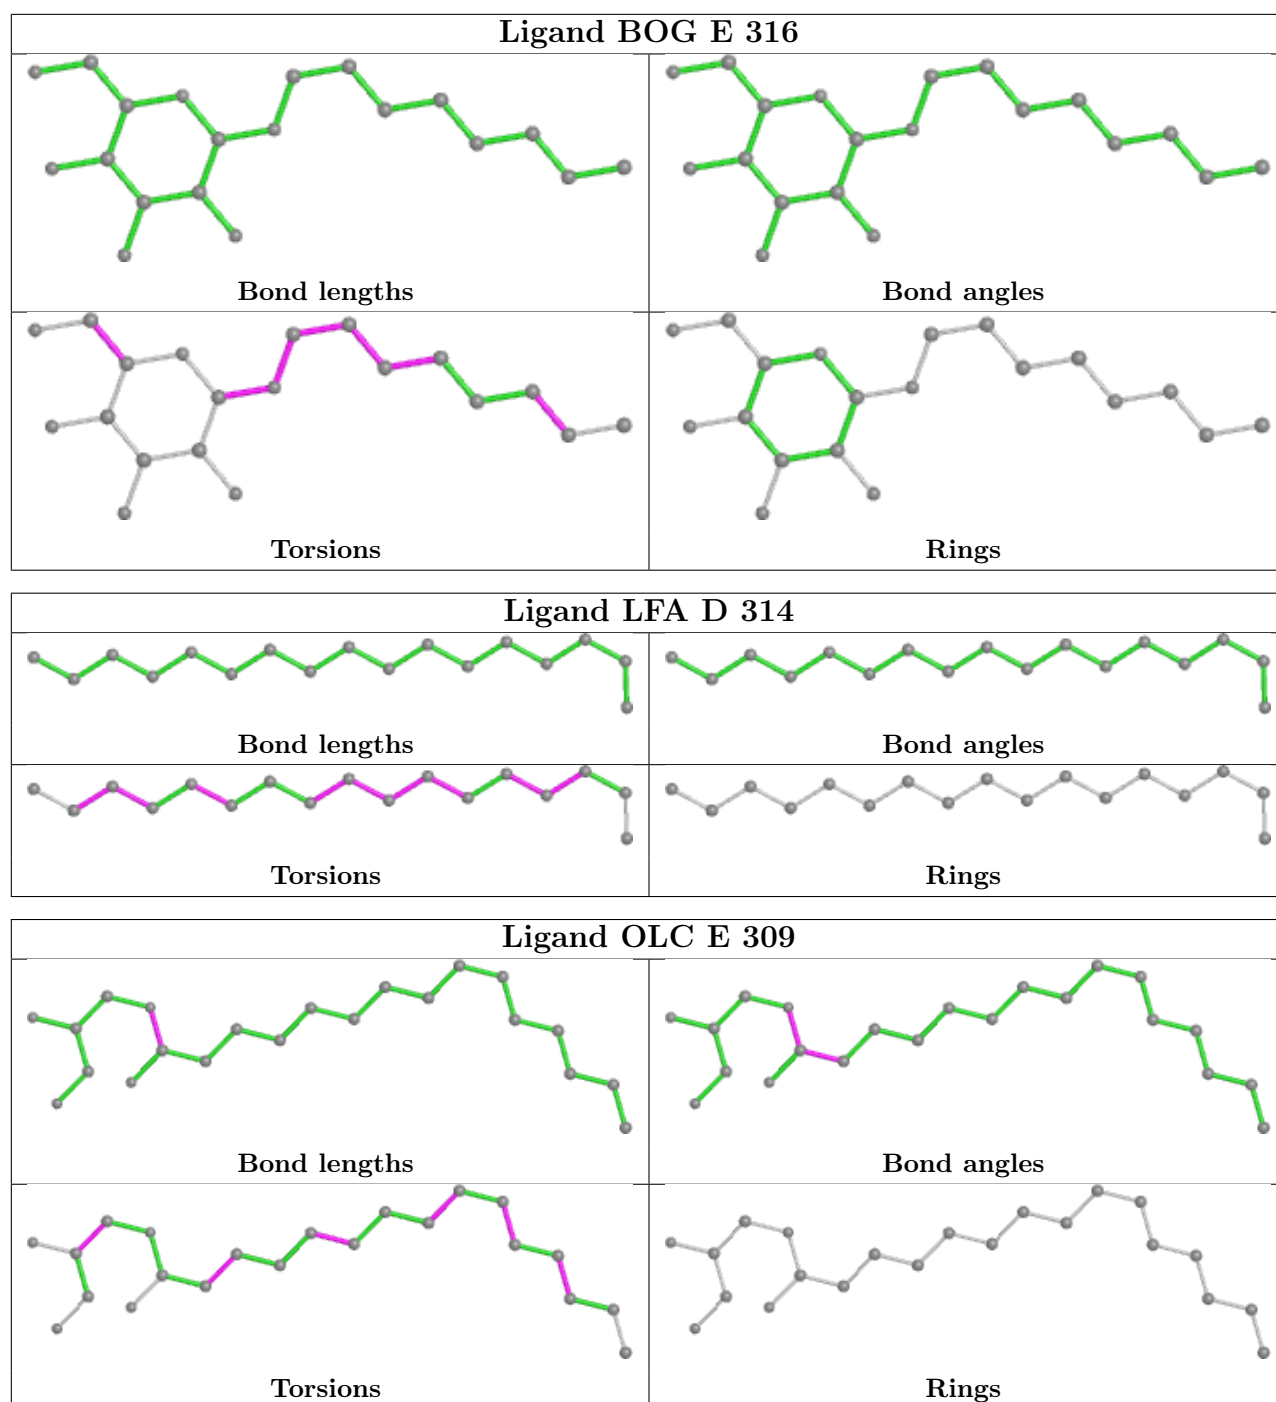 Ligand BOG E 316
Bond lengths
Bond angles
Torsions
Rings
Ligand LFA D 314
Bond lengths
Bond angles
Torsions
Rings
Ligand OLC E 309
Bond lengths
Bond angles
Torsions
Rings